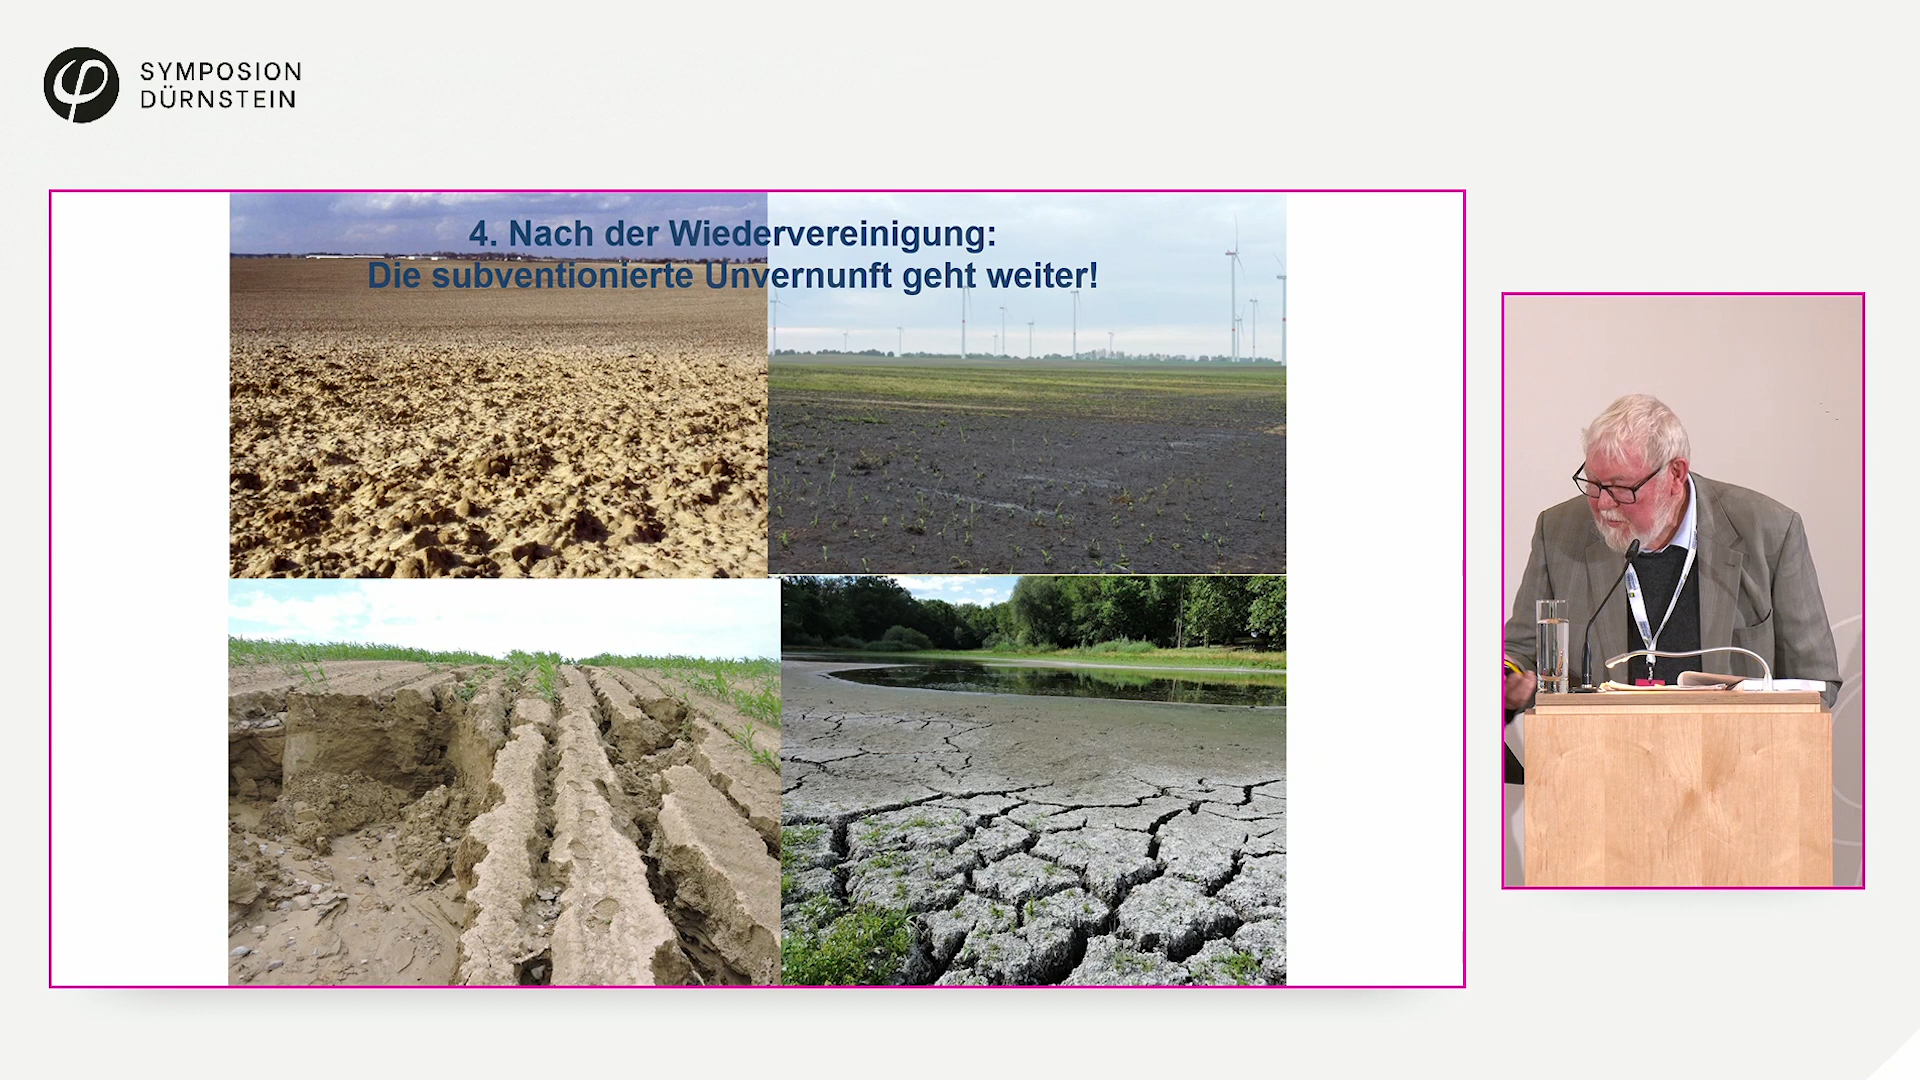 SYMPOSION
DÜRNSTEIN
4. Nach der Wiedervereinigung:
Die subventionierte Unvernunft geht weiter!